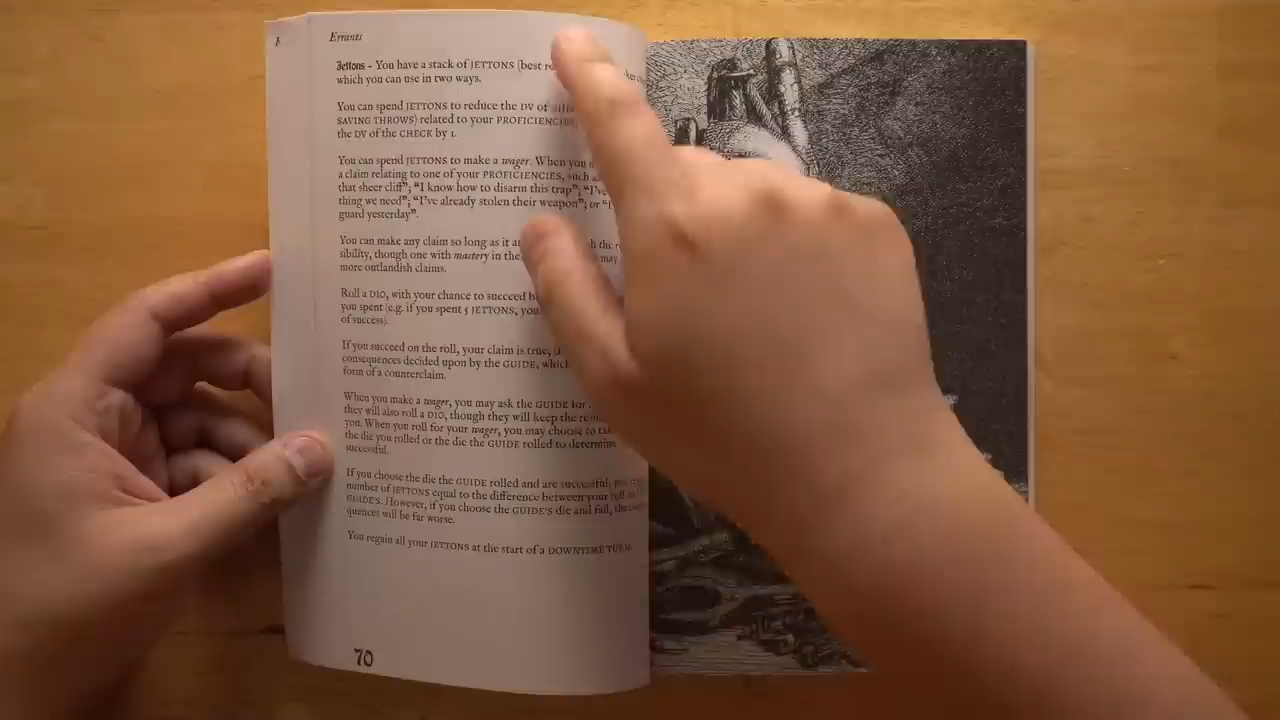 Errants
Jettons - You have a stack of JETTONS (best
which you can use in two ways.
You can spend JETTONS to reduce the DV of
SAVING THROWS) related to your PROFICIENCIES,
the DV of the CHECK by 1.
You can spend JETTONS to make a wager. When you
a claim relating to one of your PROFICIENCIES, such
that sheer cliff”; “I know how to disarm this trap”; “I've
thing we need”; “I've already stolen their weapon”; or “I
guard yesterday”.
You can make any claim so long as it the
sibility, though one with mastery in the may
more outlandish claims.
Roll a D10, with your chance to succeed
you spent (e.g. if you spent 5 JETTONS, you
of success).
If you succeed on the roll, your claim is true,
consequences decided upon by the GUIDE, which
form of a counterclaim.
When you make a wager, you may ask the GUIDE for
they will also roll a D10, though they will keep the
you. When you roll for your wager, you may choose to
the die you rolled or the die the GUIDE rolled to determine
successful.
If you choose the die the GUIDE rolled and are successful,
number of JETTONS equal to the difference between your roll
GUIDE'S. However, if you choose the GUIDE'S die and fail, the
quences will be far worse.
You regain all your JETTONS at the start of a DOWNTIME TURN.
70